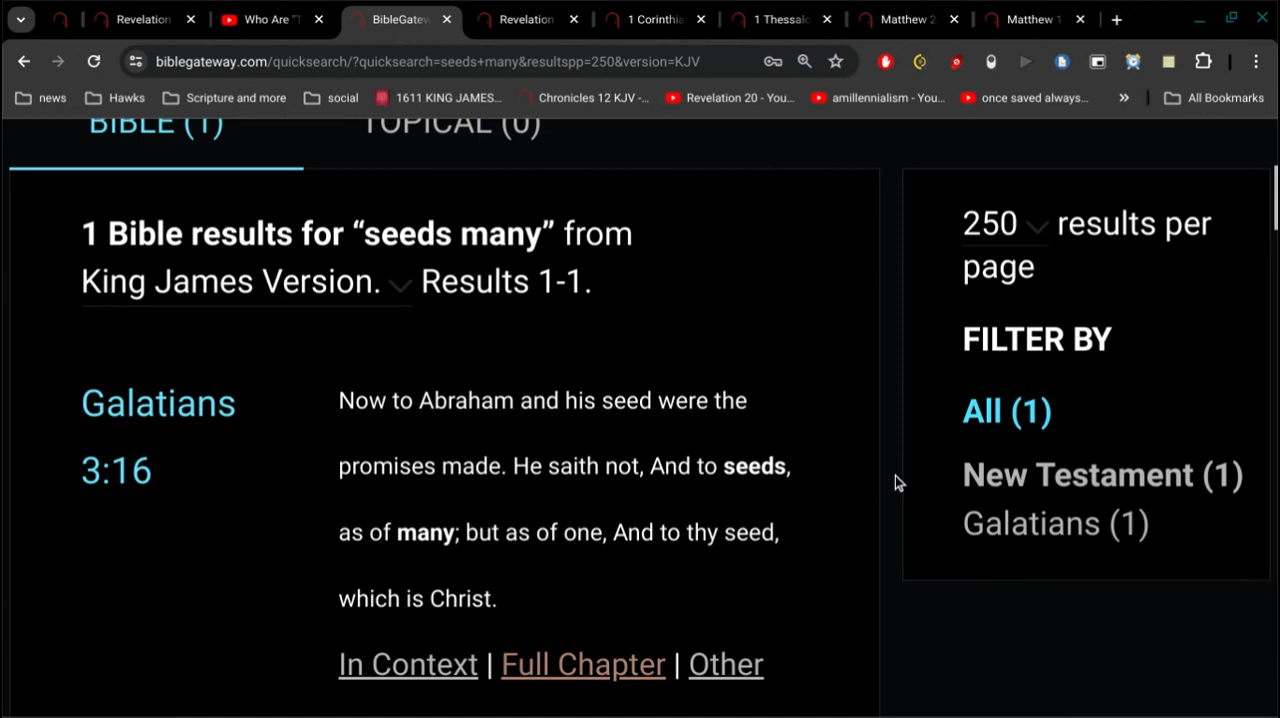 Revelation
Who Are "T
BibleGatew
Revelation
1 Corinthia
1 Thessalo
Matthew 2
Matthew 1
biblegateway.com/quicksearch/?quicksearch=seeds+many&resultspp=250&version=KJV
news
Hawks
Scripture and more
social
1611 KING JAMES...
Chronicles 12 KJV -...
Revelation 20 - You...
amillennialism - You...
once saved always...
»
All Bookmarks
BIBLE (1)
TOPICAL (0)
1 Bible results for “seeds many” from
King James Version. Results 1-1.
Galatians
3:16
Now to Abraham and his seed were the
promises made. He saith not, And to seeds,
as of many; but as of one, And to thy seed,
which is Christ.
In Context | Full Chapter | Other
250 results per
page
FILTER BY
All (1)
New Testament (1)
Galatians (1)